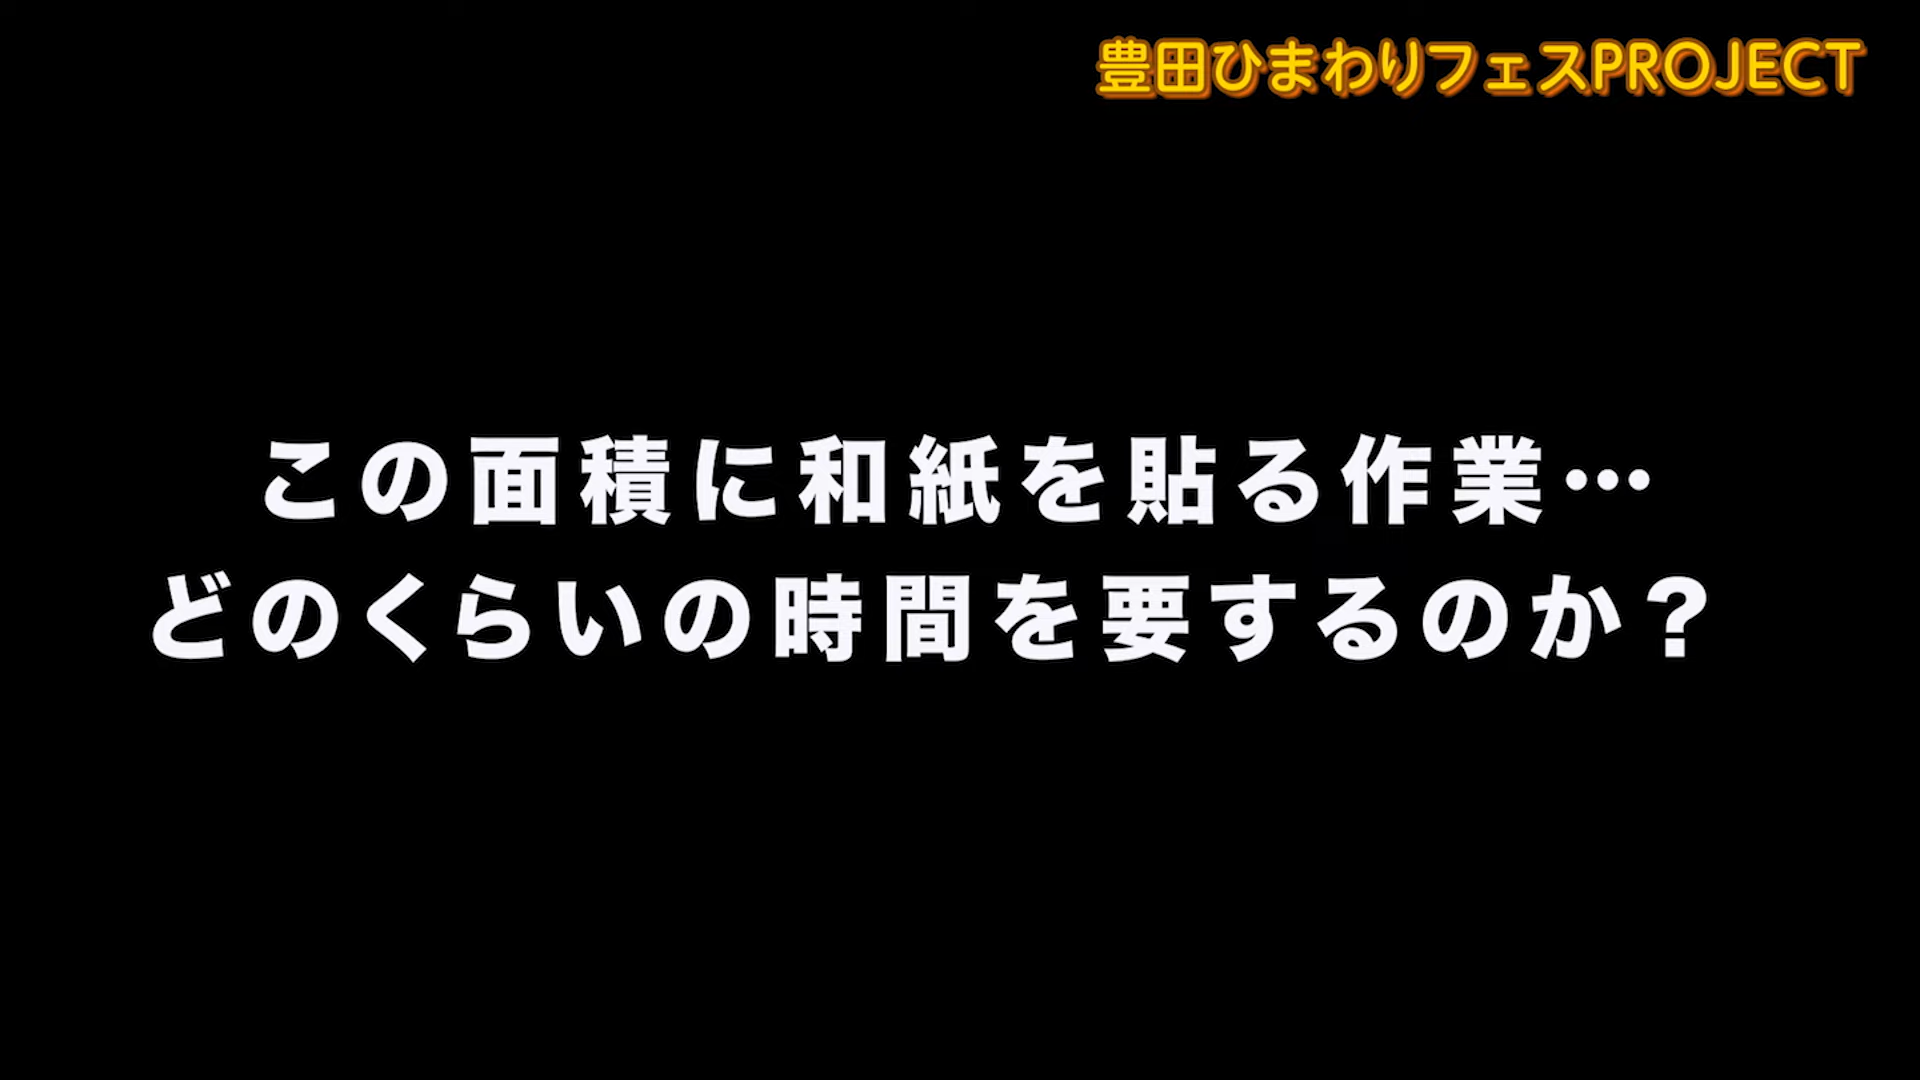 豊田ひまわりフェスPROJECT
この面積に和紙を貼る作業…
どのくらいの時間を要するのか？